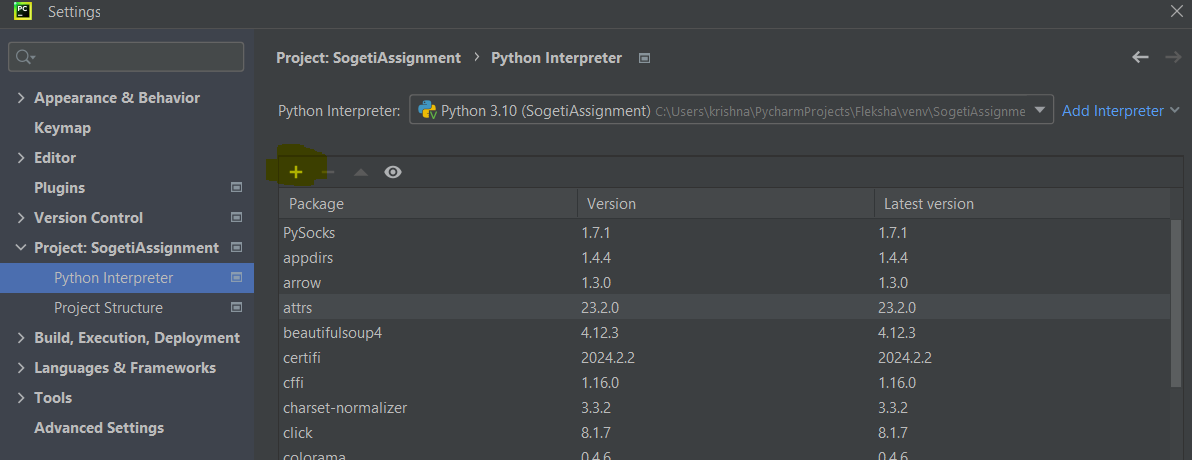 PC Settings
Project: SogetiAssignment › Python Interpreter
Appearance & Behavior
Keymap
Editor
Plugins
Version Control
Project: SogetiAssignment
Python Interpreter
Project Structure
Build, Execution, Deployment
Languages & Frameworks
Tools
Advanced Settings
Python Interpreter: Python 3.10 (SogetiAssignment) C:\Users\krishna\PycharmProjects\Fleksha\venv\SogetiAssignme Add Interpreter
Package Version Latest version
PySocks 1.7.1 1.7.1
appdirs 1.4.4 1.4.4
arrow 1.3.0 1.3.0
attrs 23.2.0 23.2.0
beautifulsoup4 4.12.3 4.12.3
certifi 2024.2.2 2024.2.2
cffi 1.16.0 1.16.0
charset-normalizer 3.3.2 3.3.2
click 8.1.7 8.1.7
colorama 0.4.6 0.4.6